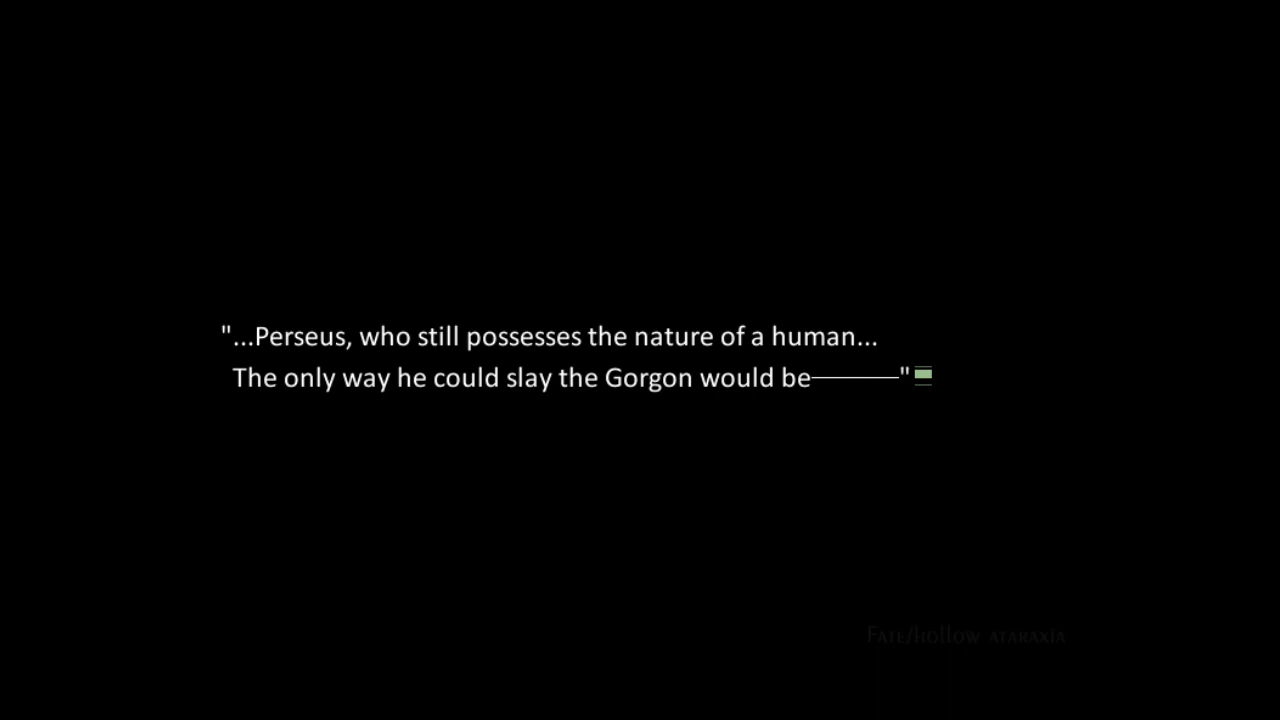 "...Perseus, who still possesses the nature of a human...
The only way he could slay the Gorgon would be―――――"
Fate/hollow ataraxia